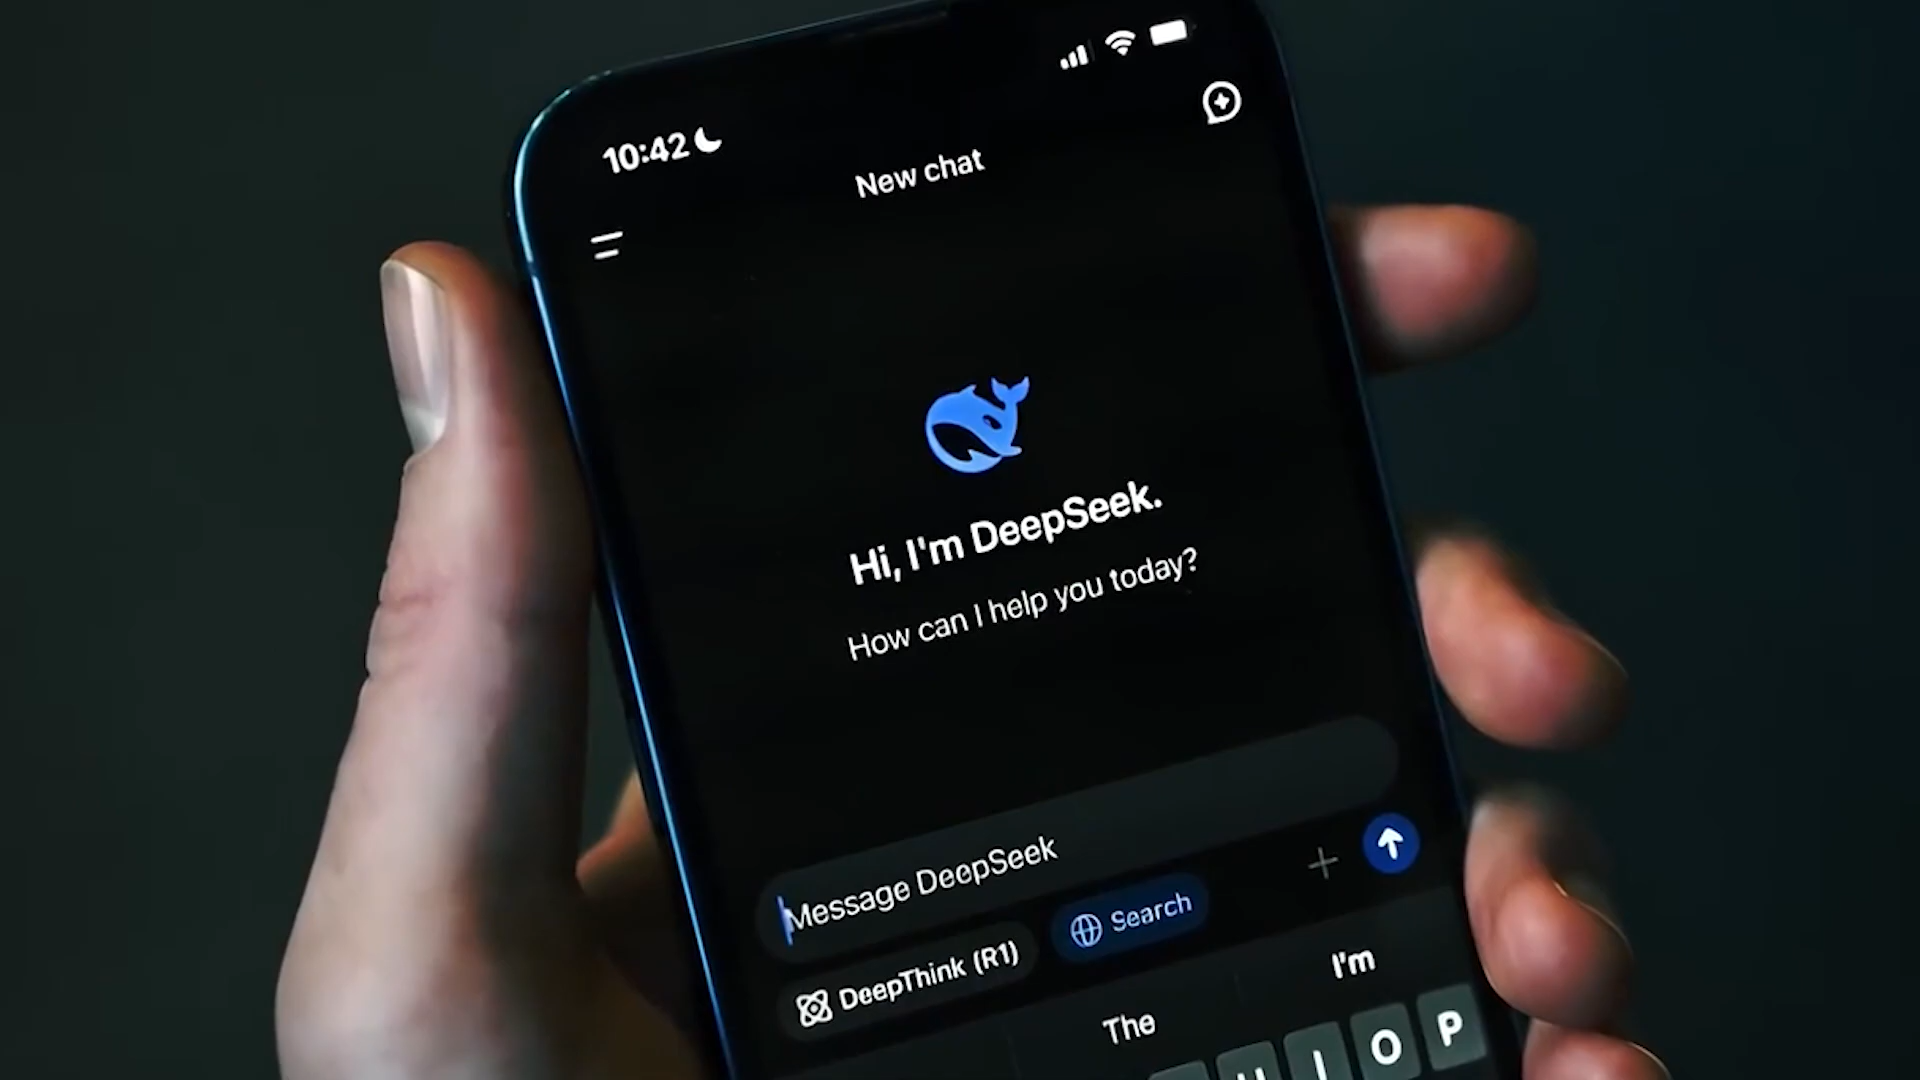 10:42
New chat
Hi, I'm DeepSeek.
How can I help you today?
Message DeepSeek
DeepThink (R1)
Search
The
I'm
U I O P